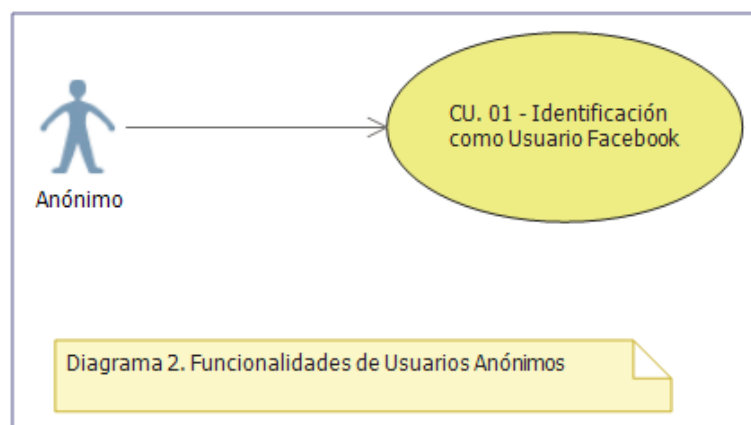 CU. 01 - Identificación
como Usuario Facebook
Anónimo
Diagrama 2. Funcionalidades de Usuarios Anónimos